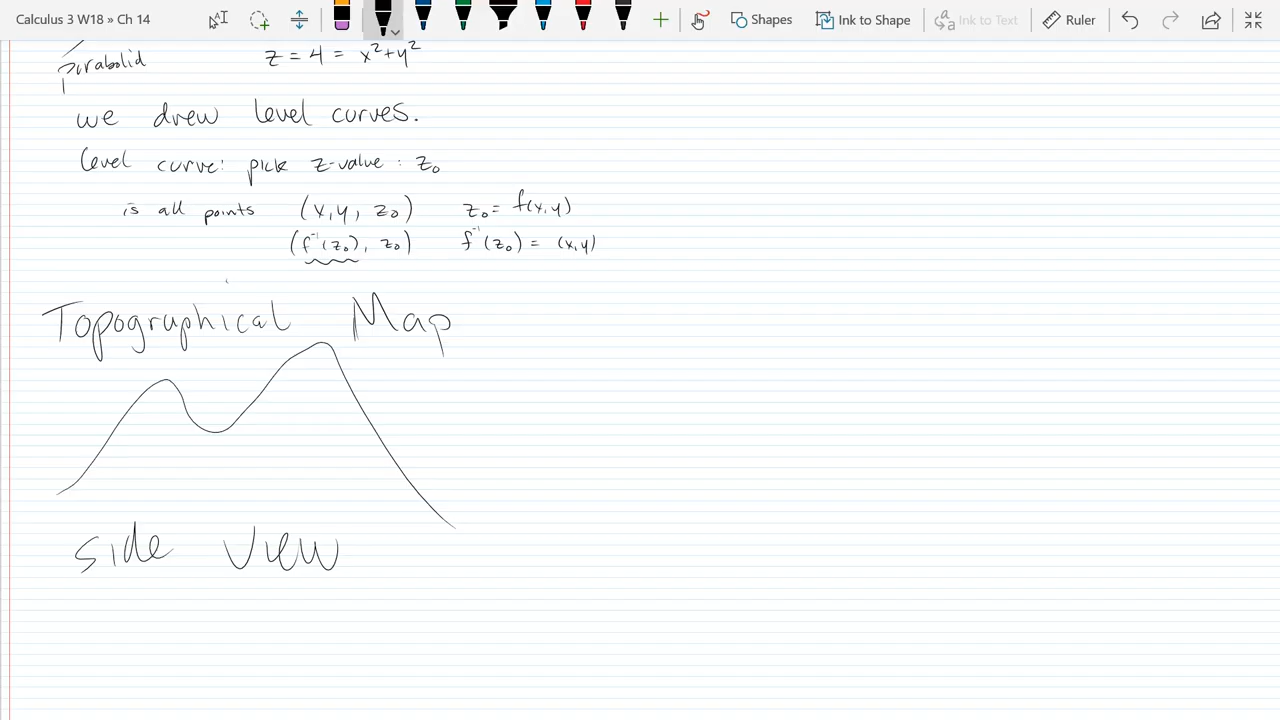 Calculus 3 W18 » Ch 14
Shapes
Ink to Shape
Ink to Text
Ruler
parabolid z = 4 = x²+y²
we drew level curves.
level curve: pick z-value : z₀
is all points (x,y, z₀) z₀ = f(x,y)
(f⁻¹(z₀), z₀) f⁻¹(z₀) = (x,y)
Topographical Map
side view